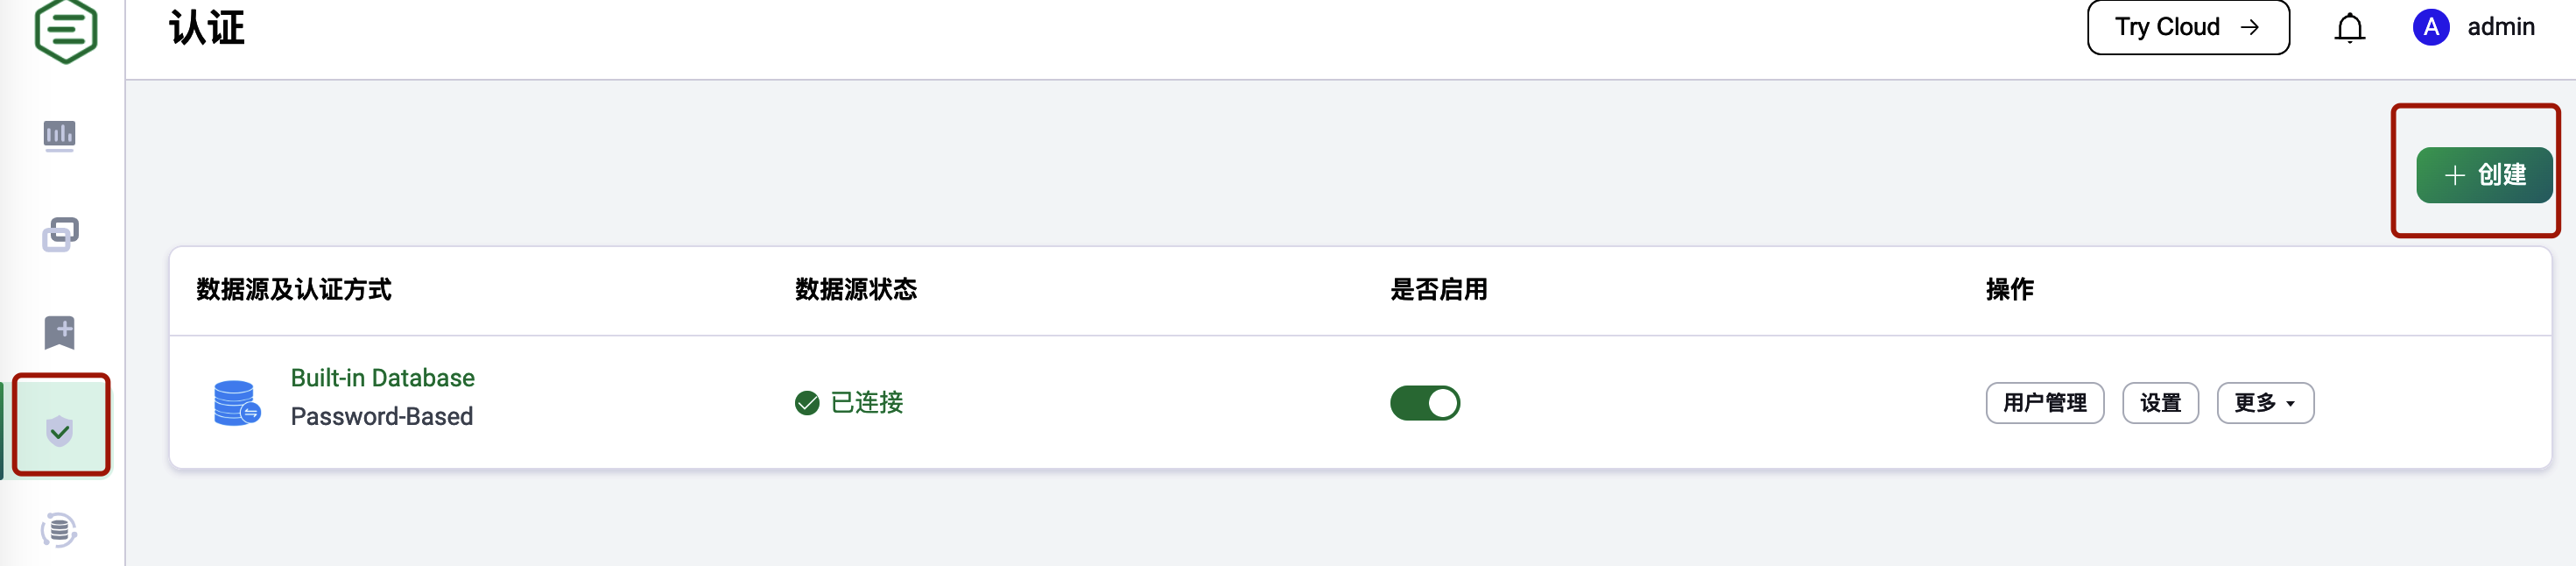 认证
Try Cloud →
A admin
+ 创建
数据源及认证方式 数据源状态 是否启用 操作
Built-in Database
Password-Based
已连接
用户管理 设置 更多